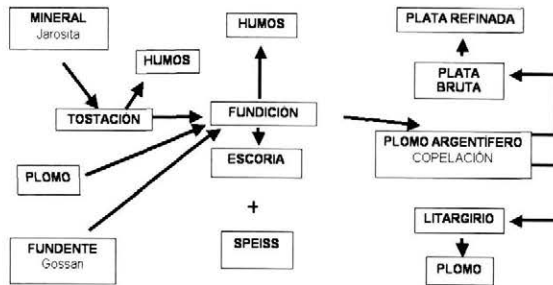 MINERAL
Jarosita
HUMOS
PLATA REFINADA
HUMOS
PLATA
BRUTA
TOSTACIÓN
FUNDICIÓN
PLOMO ARGENTÍFERO
COPELACIÓN
ESCORIA
PLOMO
+
LITARGIRIO
FUNDENTE
Gossan
SPEISS
PLOMO